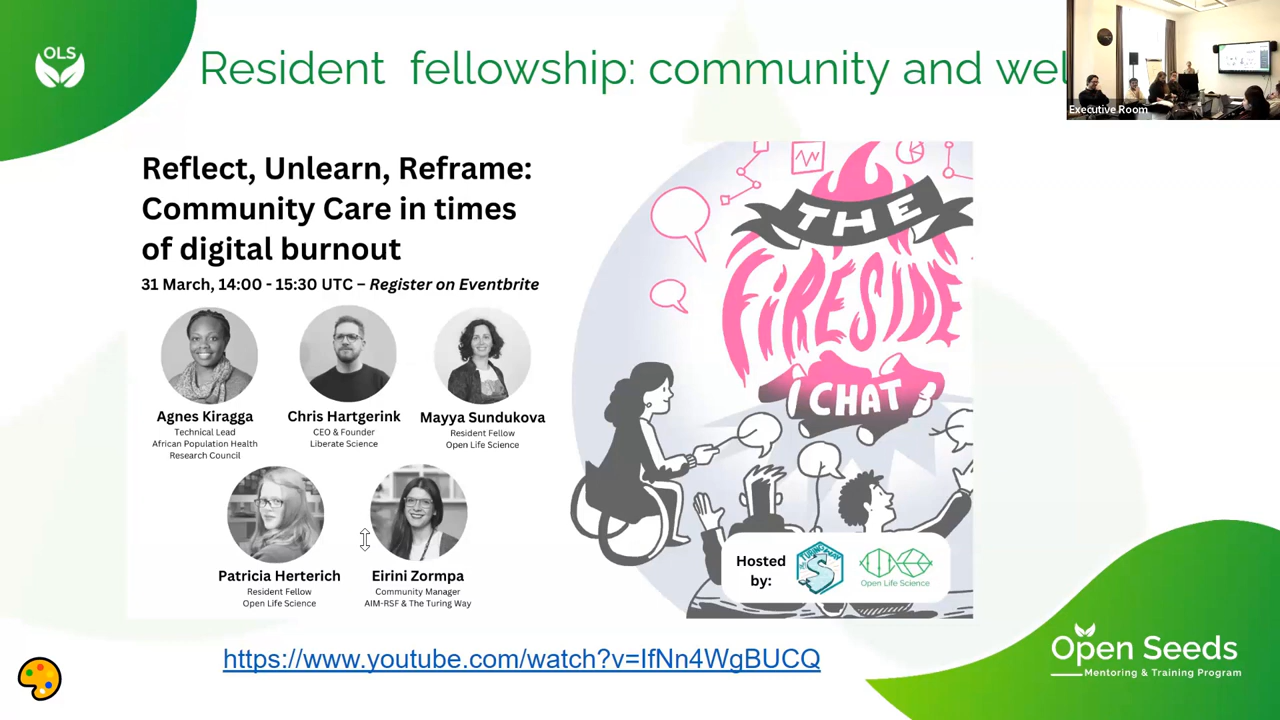 OLS
Resident fellowship: community and wel
Executive Room
Reflect, Unlearn, Reframe:
Community Care in times
of digital burnout
31 March, 14:00 - 15:30 UTC – Register on Eventbrite
Agnes Kiragga
Technical Lead
African Population Health
Research Council
Chris Hartgerink
CEO & Founder
Liberate Science
Mayya Sundukova
Resident Fellow
Open Life Science
Patricia Herterich
Resident Fellow
Open Life Science
Eirini Zormpa
Community Manager
AIM-RSF & The Turing Way
THE
FIRESIDE
CHAT
Hosted
by:
Open Life Science
https://www.youtube.com/watch?v=IfNn4WgBUCQ
Open Seeds
Mentoring & Training Program